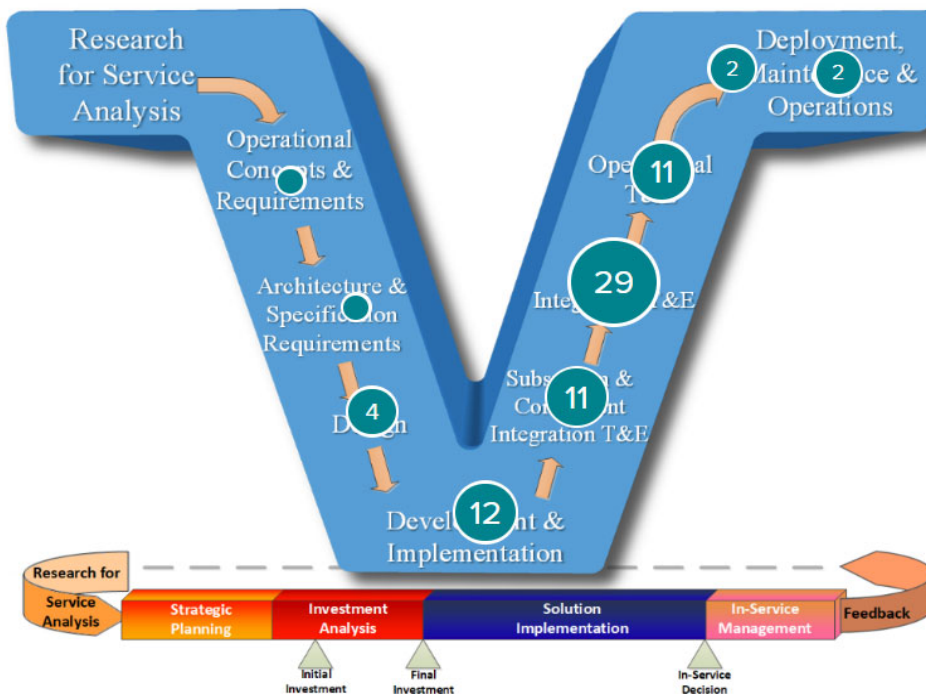 Research
for Service
Analysis
Operational
Concepts &
Requirements
Architecture &
Specification
Requirements
4
Design
12
Development &
Implementation
Subsystem &
11
Component
Integration T&E
29
Integration T&E
Operational
11
T&E
2
Deployment,
2
Maintenance &
Operations
Research for
Service
Analysis
Strategic
Planning
Investment
Analysis
Solution
Implementation
In-Service
Management
Feedback
Initial
Investment
Final
Investment
In-Service
Decision